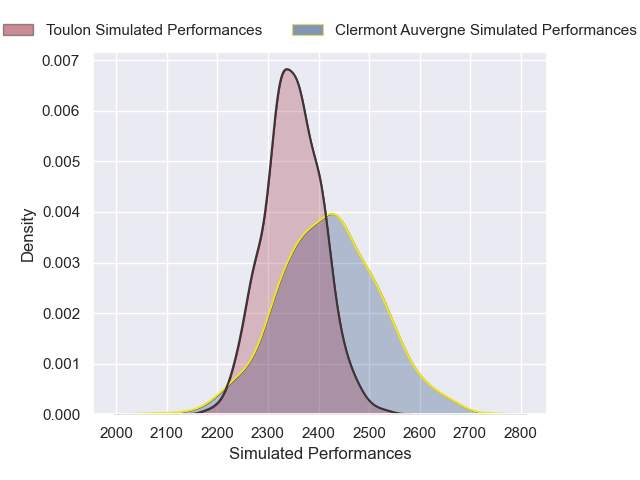 Toulon Simulated Performances Clermont Auvergne Simulated Performances
0.007
0.006
0.005
0.004
0.003
0.002
0.001
0.000
Density
2000 2100 2200 2300 2400 2500 2600 2700 2800
Simulated Performances